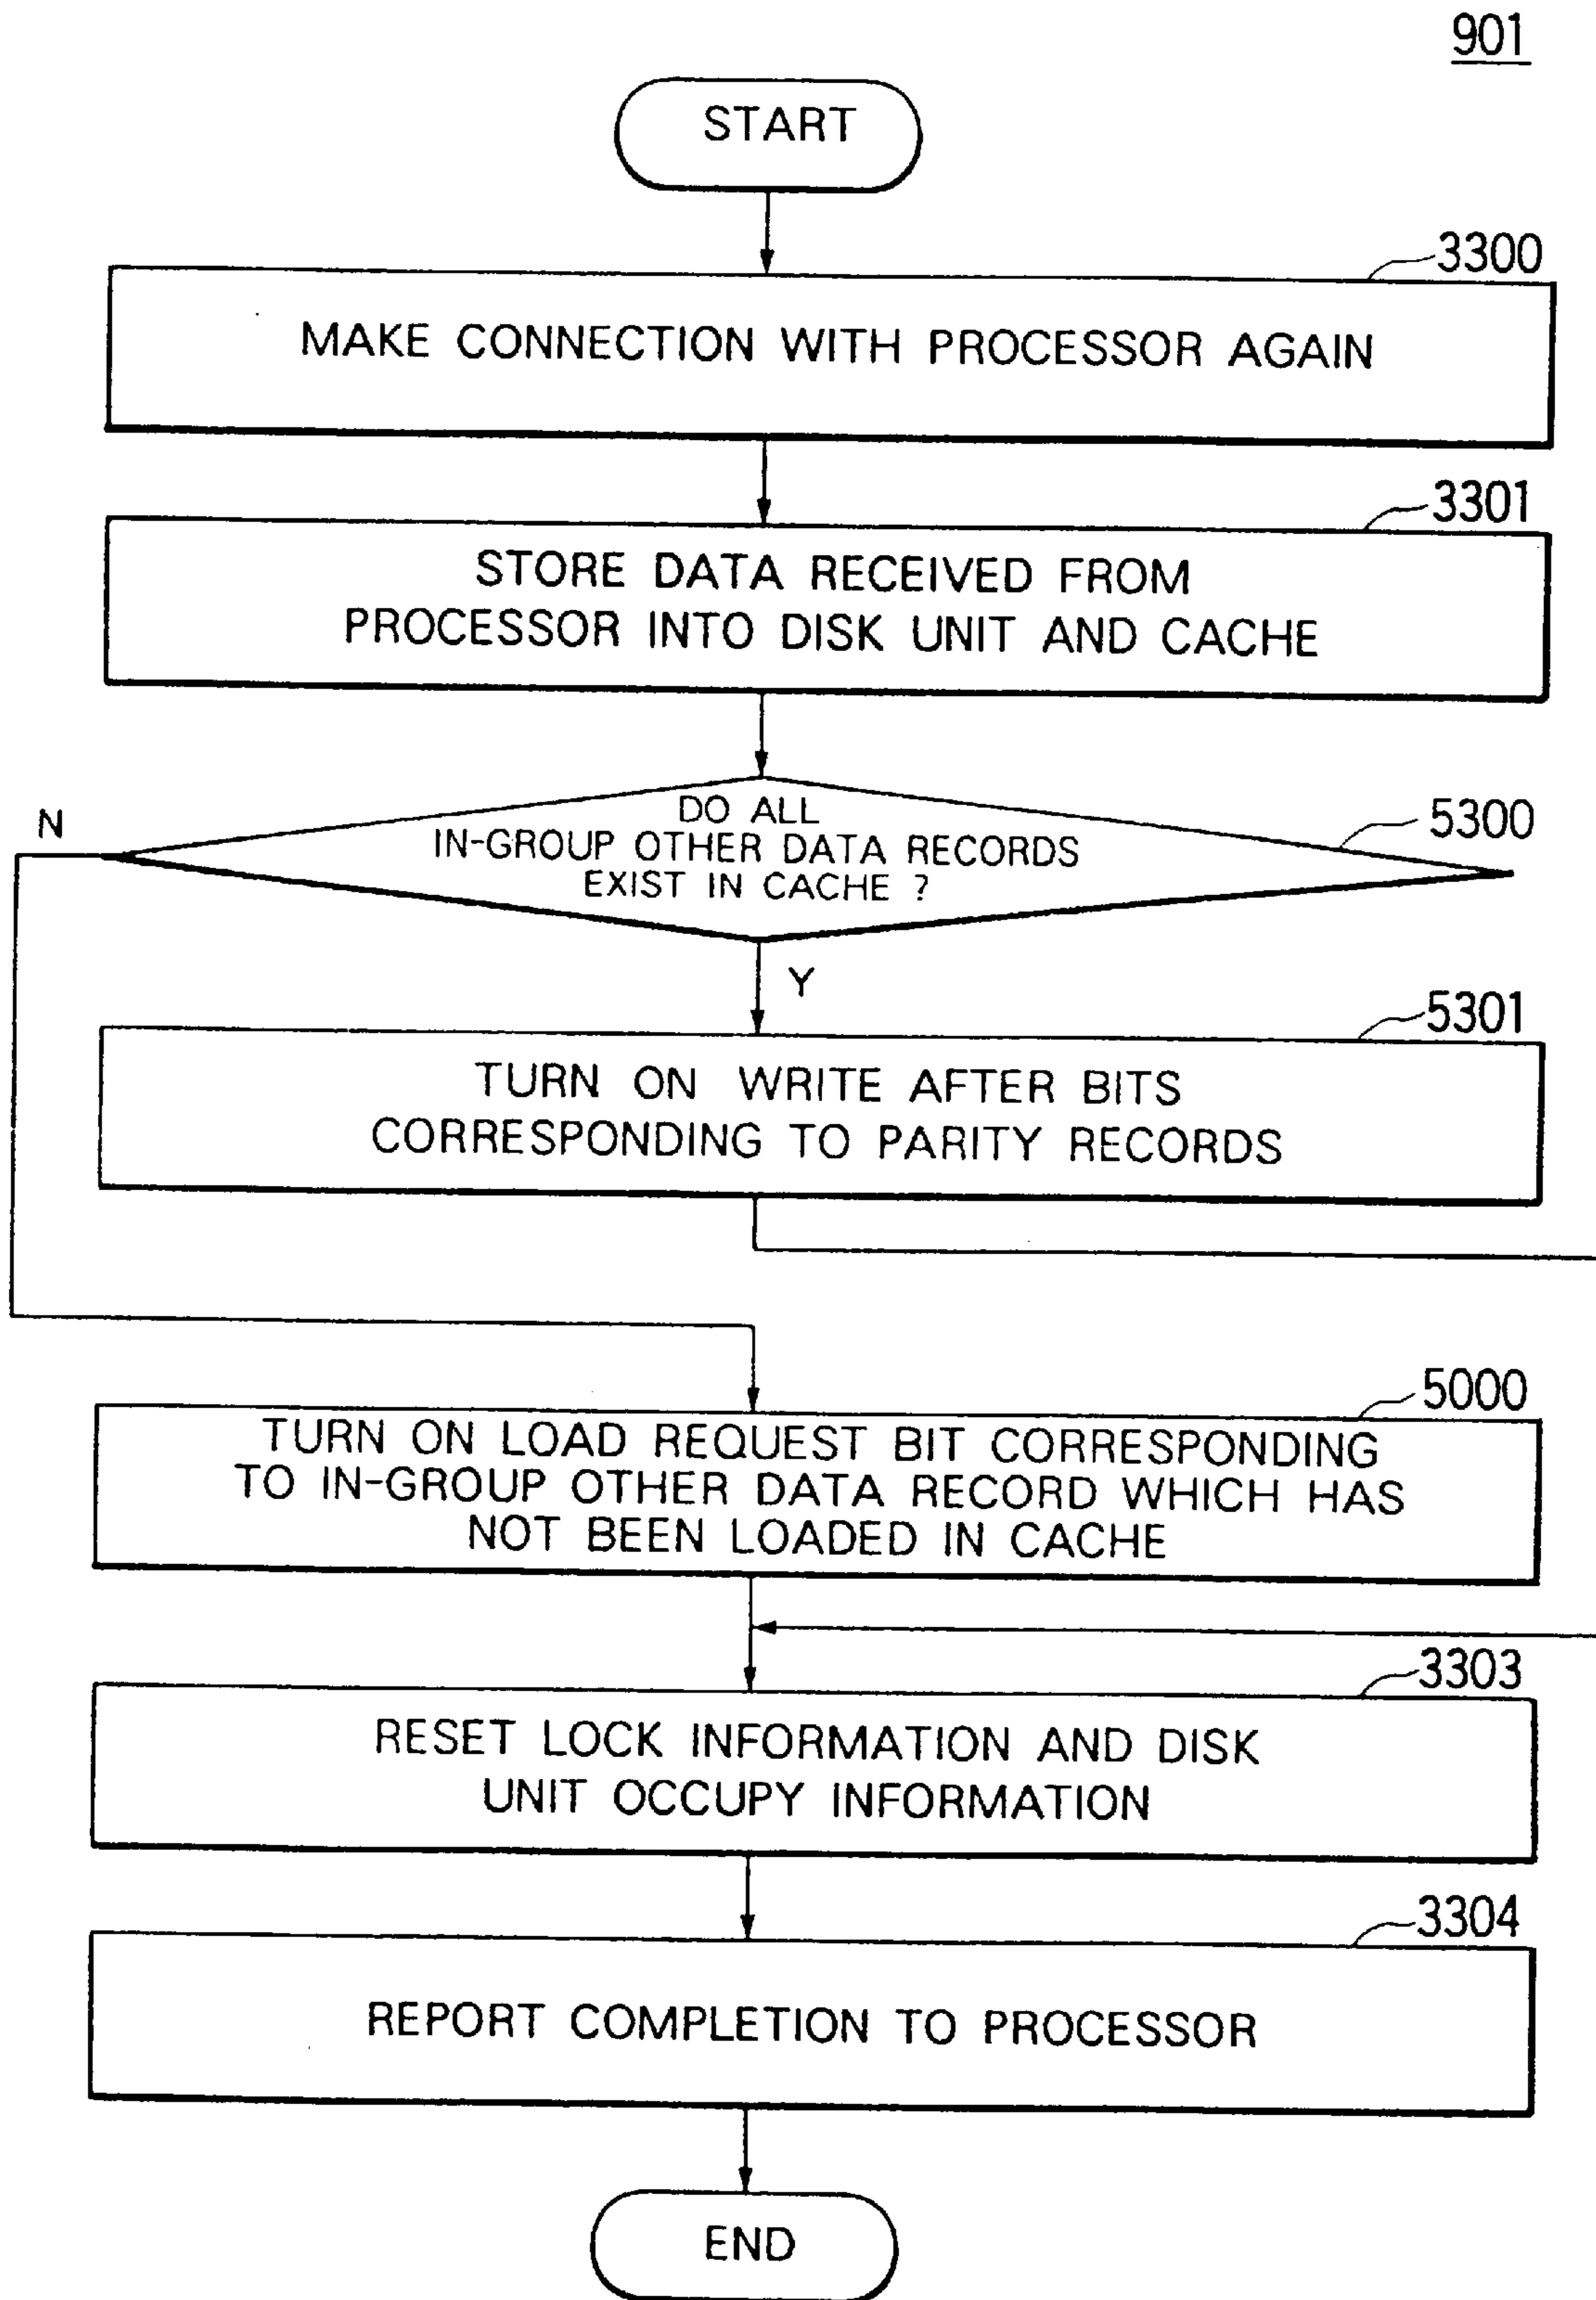 901
START
3300
MAKE CONNECTION WITH PROCESSOR AGAIN
3301
STORE DATA RECEIVED FROM
PROCESSOR INTO DISK UNIT AND CACHE
N
DO ALL
IN-GROUP OTHER DATA RECORDS
EXIST IN CACHE ?
5300
Y
5301
TURN ON WRITE AFTER BITS
CORRESPONDING TO PARITY RECORDS
5000
TURN ON LOAD REQUEST BIT CORRESPONDING
TO IN-GROUP OTHER DATA RECORD WHICH HAS
NOT BEEN LOADED IN CACHE
3303
RESET LOCK INFORMATION AND DISK
UNIT OCCUPY INFORMATION
3304
REPORT COMPLETION TO PROCESSOR
END